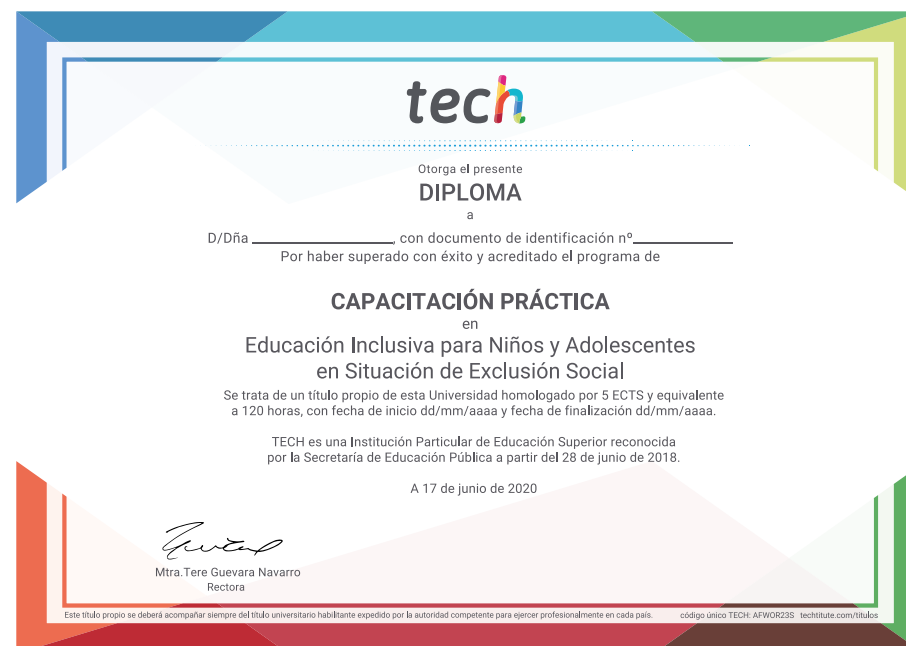 tech
Otorga el presente
DIPLOMA
a
D/Dña ____________________, con documento de identificación nº______________
Por haber superado con éxito y acreditado el programa de
CAPACITACIÓN PRÁCTICA
en
Educación Inclusiva para Niños y Adolescentes
en Situación de Exclusión Social
Se trata de un título propio de esta Universidad homologado por 5 ECTS y equivalente
a 120 horas, con fecha de inicio dd/mm/aaaa y fecha de finalización dd/mm/aaaa.
TECH es una Institución Particular de Educación Superior reconocida
por la Secretaría de Educación Pública a partir del 28 de junio de 2018.
A 17 de junio de 2020
Mtra.Tere Guevara Navarro
Rectora
Este título propio se deberá acompañar siempre del título universitario habilitante expedido por la autoridad competente para ejercer profesionalmente en cada país. código único TECH: AFWOR23S techtitute.com/titulos